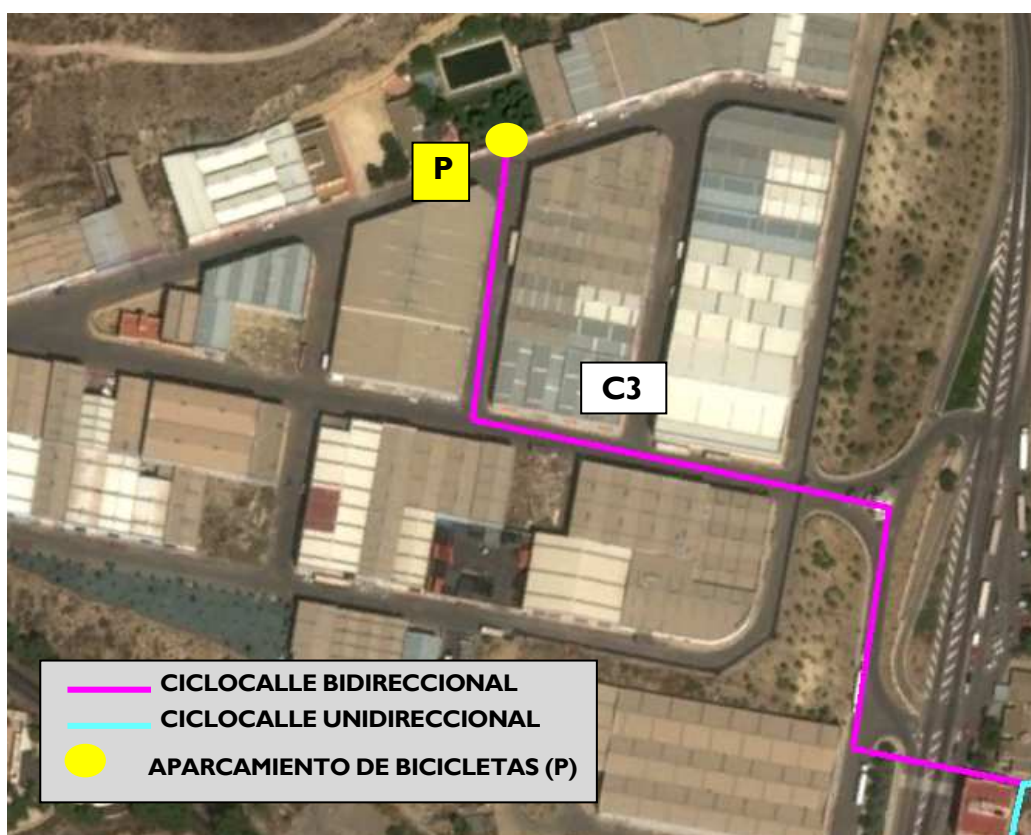 P
C3
CICLOCALLE BIDIRECCIONAL
CICLOCALLE UNIDIRECCIONAL
APARCAMIENTO DE BICICLETAS (P)